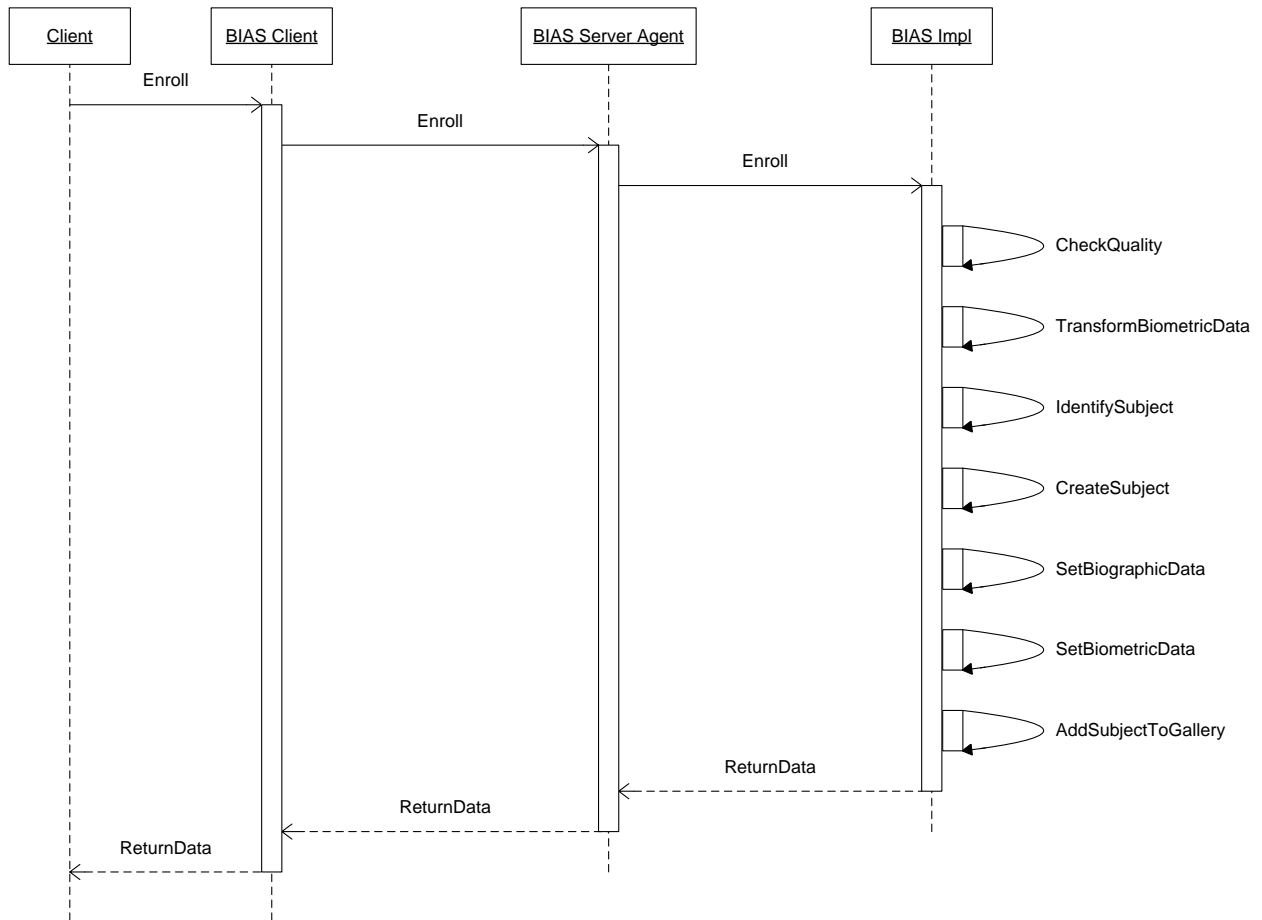 Client
BIAS Client
BIAS Server Agent
BIAS Impl
Enroll
Enroll
Enroll
CheckQuality
TransformBiometricData
IdentifySubject
CreateSubject
SetBiographicData
SetBiometricData
AddSubjectToGallery
ReturnData
ReturnData
ReturnData